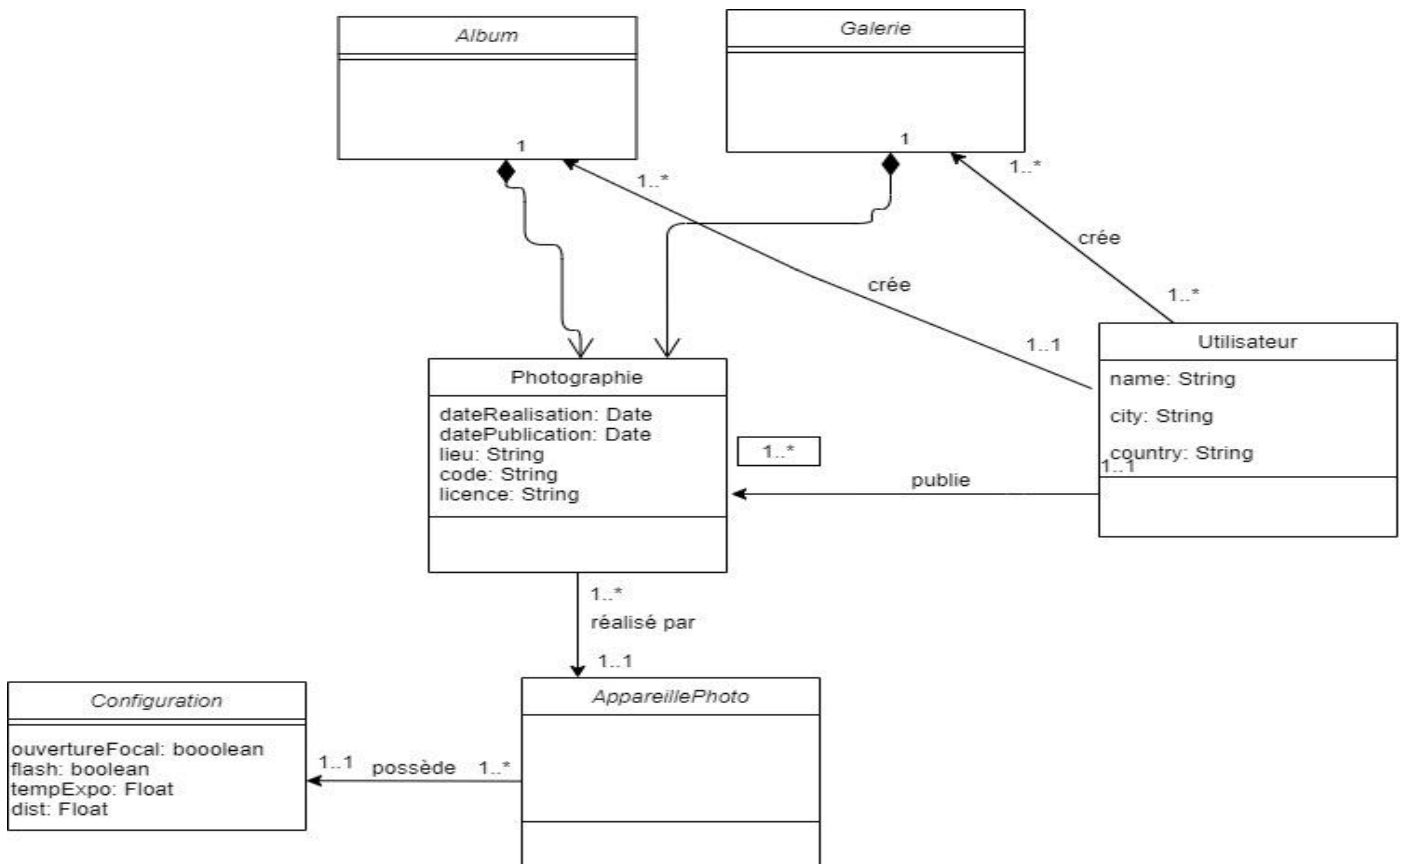 Album
1
Galerie
1
1..*
1..*
crée
crée
1..*
1..1
Utilisateur
name: String
city: String
country: String
1..1
Photographie
dateRealisation: Date
datePublication: Date
lieu: String
code: String
licence: String
1..*
publie
1..*
réalisé par
1..1
Configuration
ouvertureFocal: booolean
flash: boolean
tempExpo: Float
dist: Float
1..1 possède 1..*
AppareillePhoto